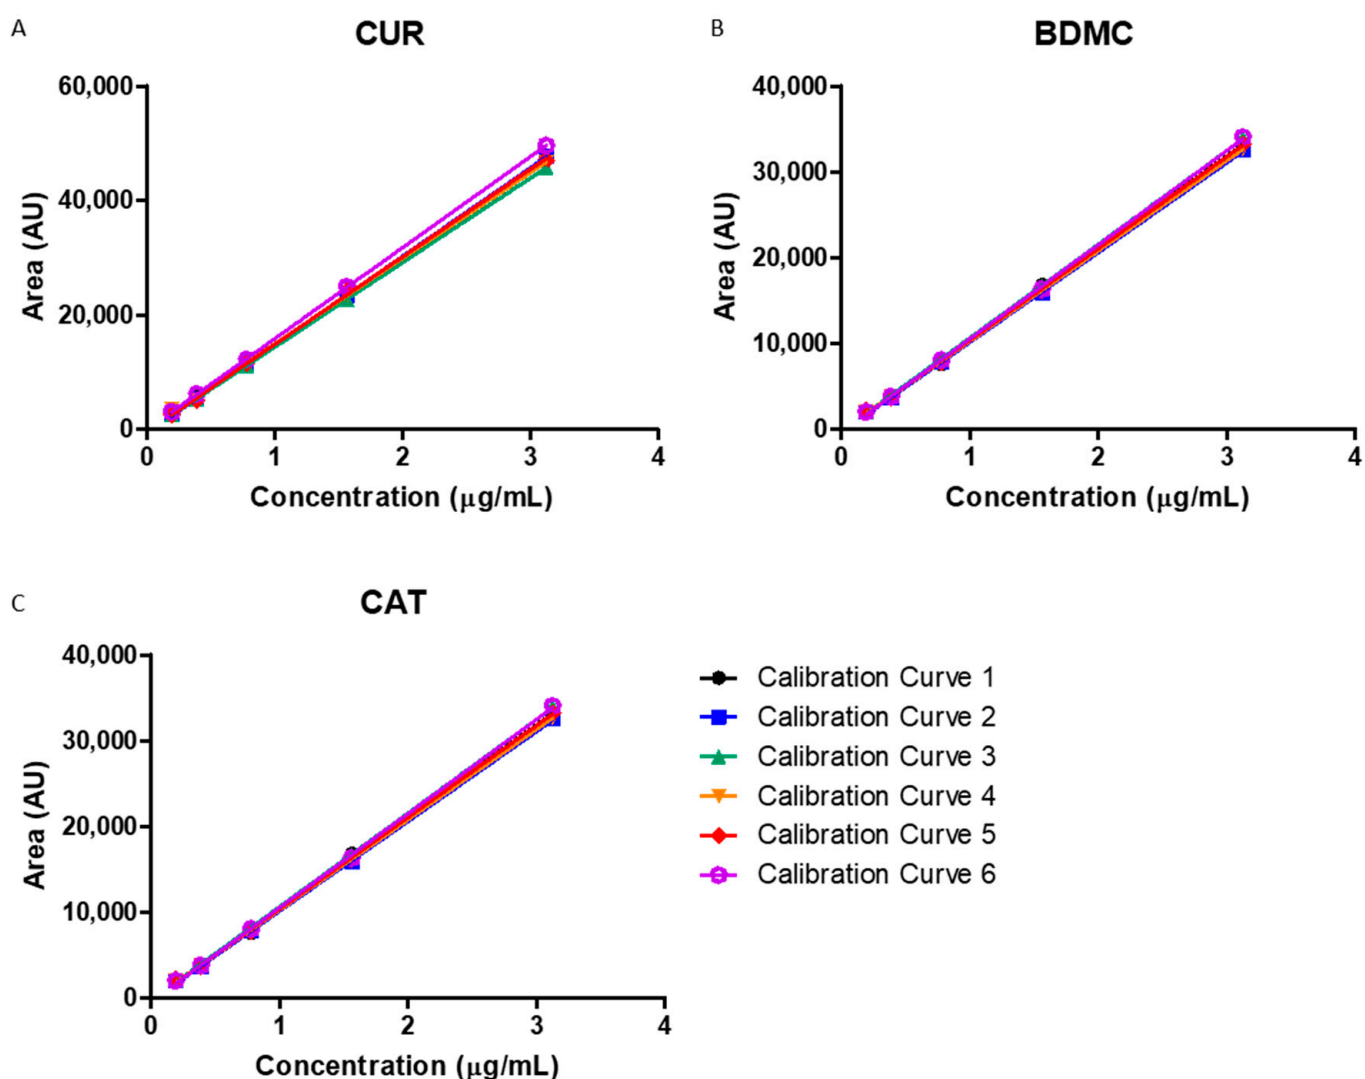 A
CUR
60,000
40,000
20,000
0
0 1 2 3 4
Area (AU)
Concentration (μg/mL)
B
BDMC
40,000
30,000
20,000
10,000
0
0 1 2 3 4
Area (AU)
Concentration (μg/mL)
C
CAT
40,000
30,000
20,000
10,000
0
0 1 2 3 4
Area (AU)
Concentration (μg/mL)
Calibration Curve 1
Calibration Curve 2
Calibration Curve 3
Calibration Curve 4
Calibration Curve 5
Calibration Curve 6